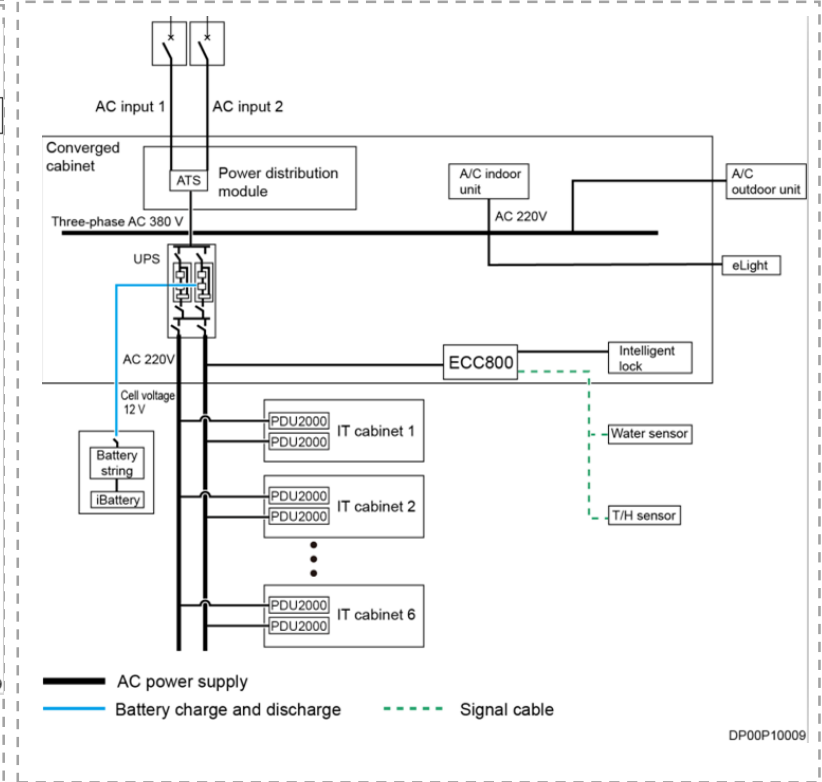 AC input 1
AC input 2
Converged
cabinet
ATS
Power distribution
module
A/C indoor
unit
A/C
outdoor unit
Three-phase AC 380 V
AC 220V
UPS
eLight
AC 220V
ECC800
Intelligent
lock
Cell voltage
12 V
Battery
string
iBattery
PDU2000
PDU2000
IT cabinet 1
Water sensor
PDU2000
PDU2000
IT cabinet 2
T/H sensor
PDU2000
PDU2000
IT cabinet 6
AC power supply
Battery charge and discharge
Signal cable
DP00P10009